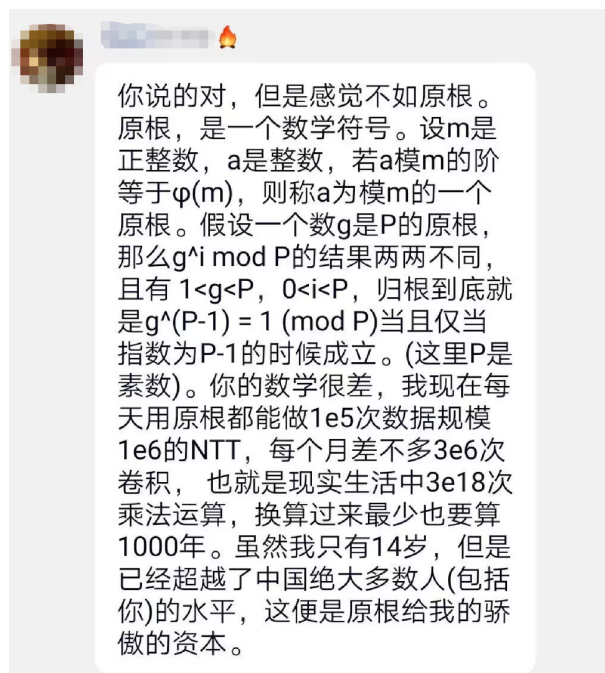 你说的对，但是感觉不如原根。
原根，是一个数学符号。设m是
正整数，a是整数，若a模m的阶
等于φ(m)，则称a为模m的一个
原根。假设一个数g是P的原根，
那么g^i mod P的结果两两不同，
且有 1<g<P，0<i<P，归根到底就
是g^(P-1) = 1 (mod P)当且仅当
指数为P-1的时候成立。(这里P是
素数)。你的数学很差，我现在每
天用原根都能做1e5次数据规模
1e6的NTT，每个月差不多3e6次
卷积， 也就是现实生活中3e18次
乘法运算，换算过来最少也要算
1000年。虽然我只有14岁，但是
已经超越了中国绝大多数人(包括
你)的水平，这便是原根给我的骄
傲的资本。